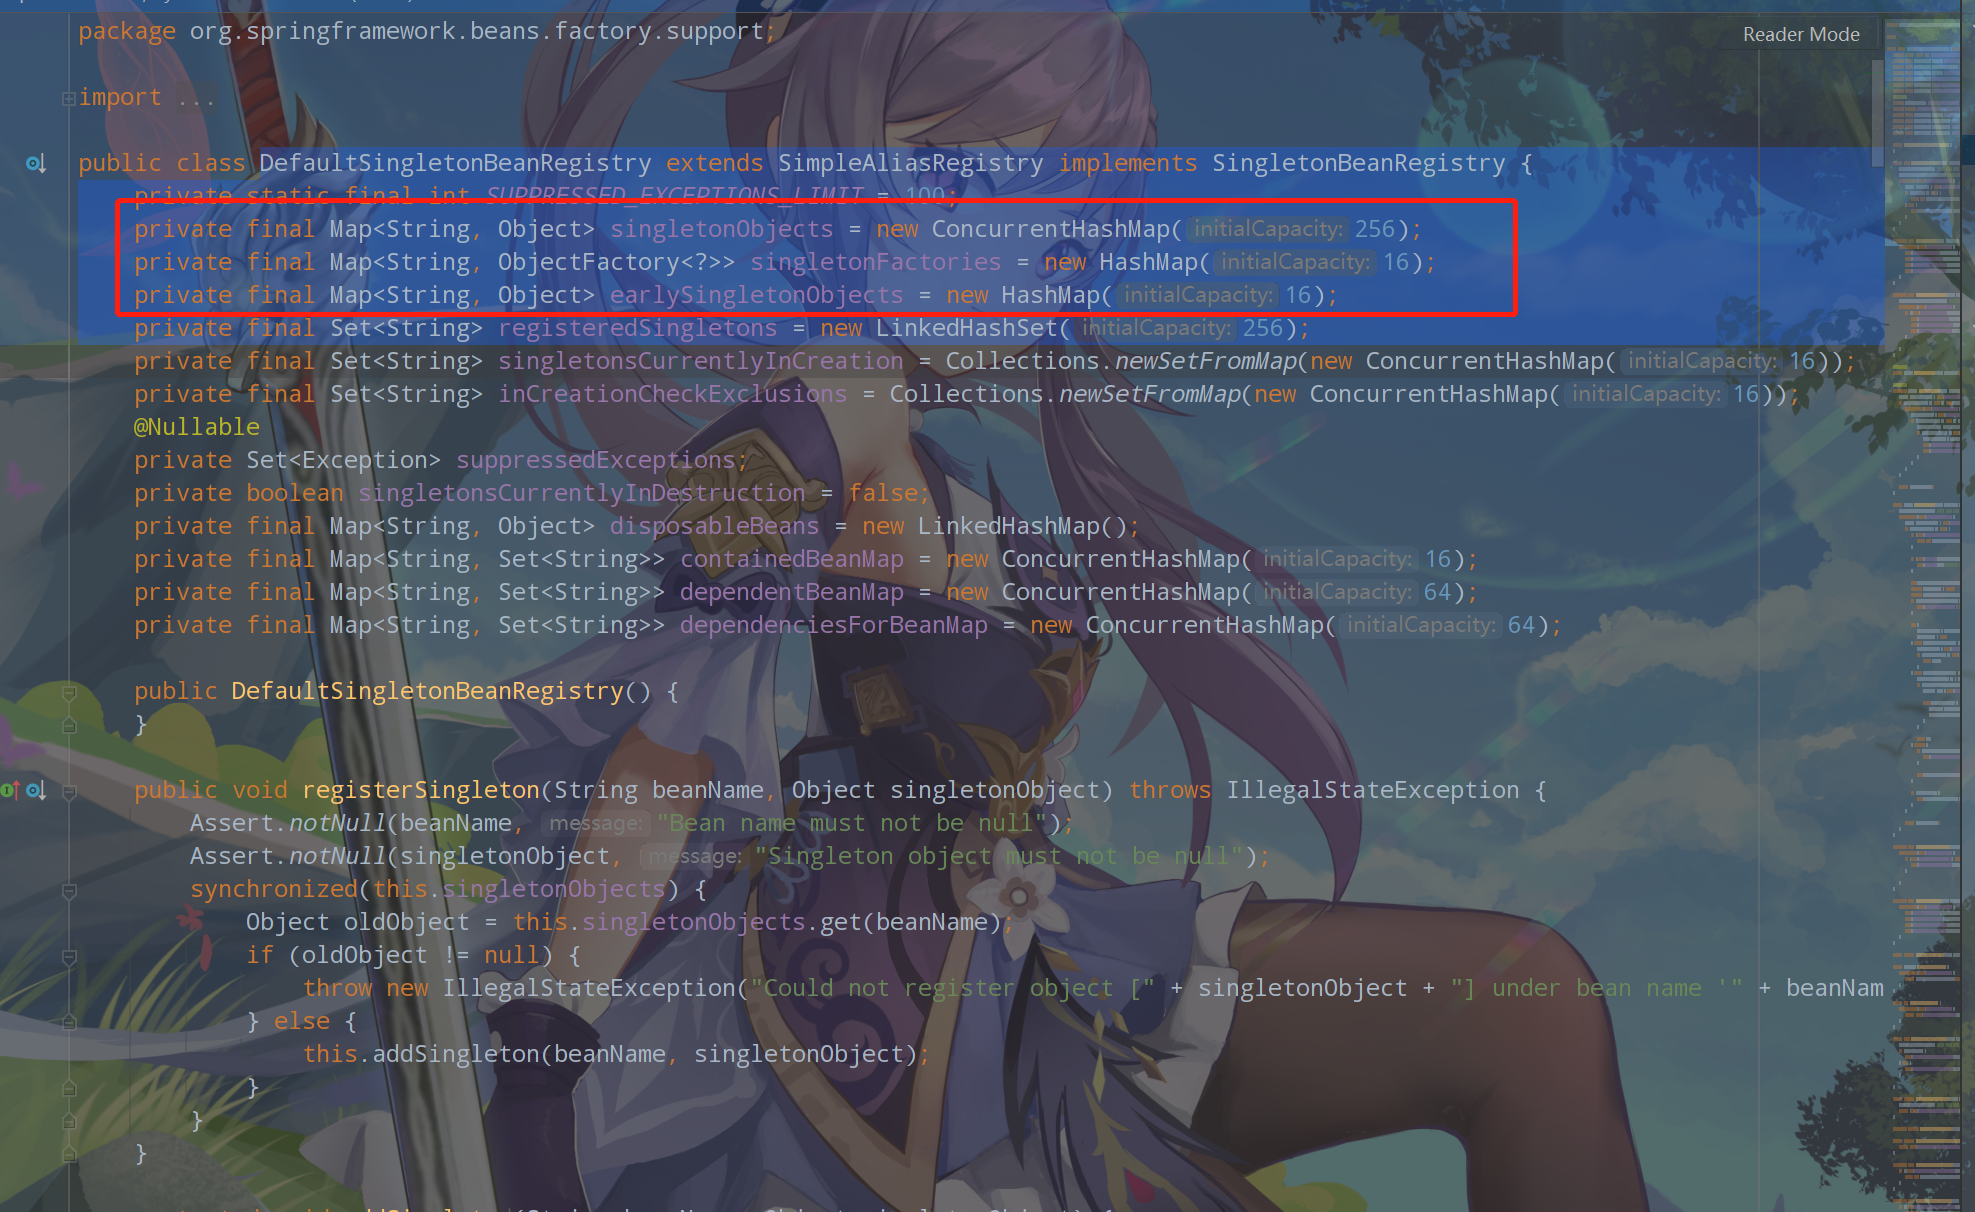 package org.springframework.beans.factory.support;
Reader Mode
import ...
public class DefaultSingletonBeanRegistry extends SimpleAliasRegistry implements SingletonBeanRegistry {
private static final int SUPPRESSED_EXCEPTIONS_LIMIT = 100;
private final Map<String, Object> singletonObjects = new ConcurrentHashMap( initialCapacity: 256);
private final Map<String, ObjectFactory<?>> singletonFactories = new HashMap( initialCapacity: 16);
private final Map<String, Object> earlySingletonObjects = new HashMap( initialCapacity: 16);
private final Set<String> registeredSingletons = new LinkedHashSet( initialCapacity: 256);
private final Set<String> singletonsCurrentlyInCreation = Collections.newSetFromMap(new ConcurrentHashMap( initialCapacity: 16));
private final Set<String> inCreationCheckExclusions = Collections.newSetFromMap(new ConcurrentHashMap( initialCapacity: 16));
@Nullable
private Set<Exception> suppressedExceptions;
private boolean singletonsCurrentlyInDestruction = false;
private final Map<String, Object> disposableBeans = new LinkedHashMap();
private final Map<String, Set<String>> containedBeanMap = new ConcurrentHashMap( initialCapacity: 16);
private final Map<String, Set<String>> dependentBeanMap = new ConcurrentHashMap( initialCapacity: 64);
private final Map<String, Set<String>> dependenciesForBeanMap = new ConcurrentHashMap( initialCapacity: 64);
public DefaultSingletonBeanRegistry() {
}
public void registerSingleton(String beanName, Object singletonObject) throws IllegalStateException {
Assert.notNull(beanName, message: "Bean name must not be null");
Assert.notNull(singletonObject, message: "Singleton object must not be null");
synchronized(this.singletonObjects) {
Object oldObject = this.singletonObjects.get(beanName);
if (oldObject != null) {
throw new IllegalStateException("Could not register object [" + singletonObject + "] under bean name '" + beanNam
} else {
this.addSingleton(beanName, singletonObject);
}
}
}